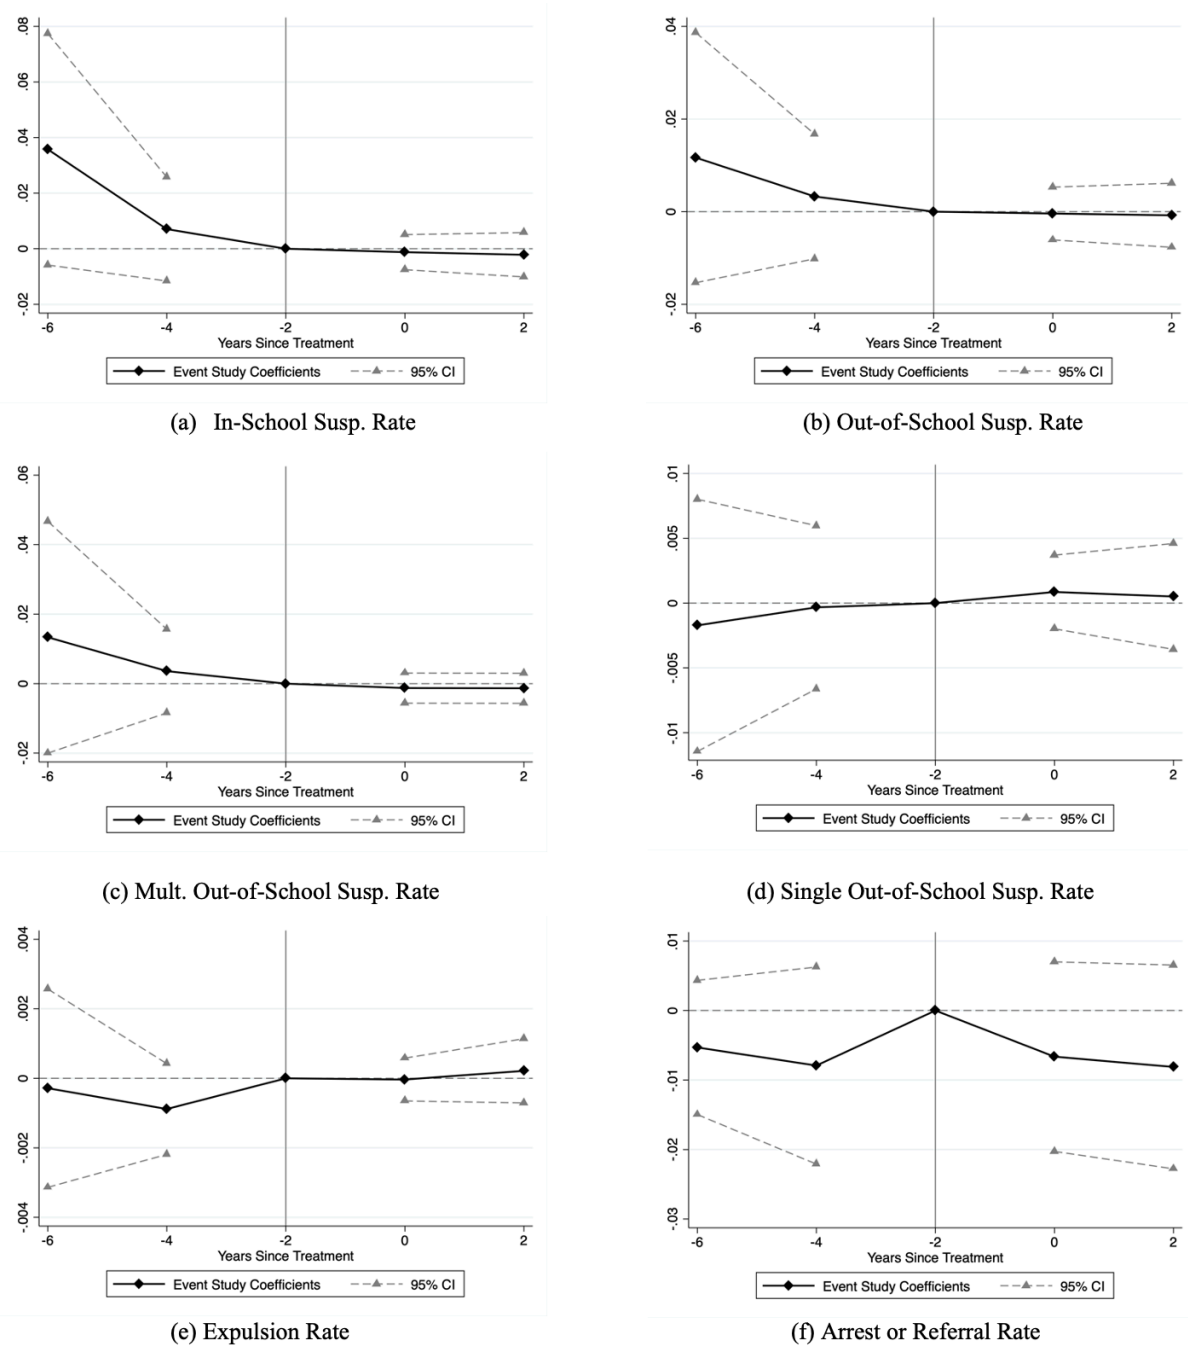 .08
.06
.04
.02
0
-.02
-6
-4
-2
0
2
Years Since Treatment
Event Study Coefficients
95% CI
(a) In-School Susp. Rate
.04
.02
0
-.02
-6
-4
-2
0
2
Years Since Treatment
Event Study Coefficients
95% CI
(b) Out-of-School Susp. Rate
.06
.04
.02
0
-.02
-6
-4
-2
0
2
Years Since Treatment
Event Study Coefficients
95% CI
(c) Mult. Out-of-School Susp. Rate
.01
.005
0
-.005
-.01
-6
-4
-2
0
2
Years Since Treatment
Event Study Coefficients
95% CI
(d) Single Out-of-School Susp. Rate
.004
.002
0
-.002
-.004
-6
-4
-2
0
2
Years Since Treatment
Event Study Coefficients
95% CI
(e) Expulsion Rate
.01
0
-.01
-.02
-.03
-6
-4
-2
0
2
Years Since Treatment
Event Study Coefficients
95% CI
(f) Arrest or Referral Rate